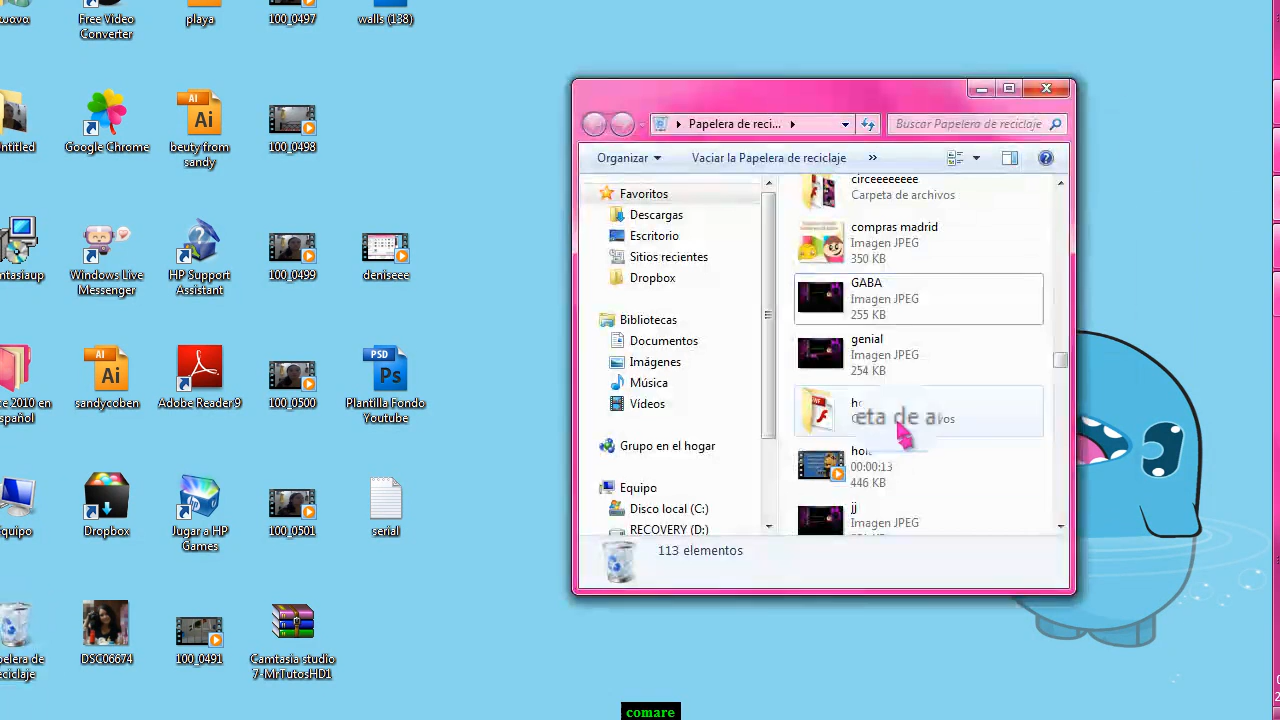 Free Video
Converter
playa
100_0497
walls (138)
Google Chrome
beuty from
sandy
100_0498
Windows Live
Messenger
HP Support
Assistant
100_0499
deniseee
sandycoben
Adobe Reader 9
100_0500
Plantilla Fondo
Youtube
Dropbox
Jugar a HP
Games
100_0501
serial
DSC06674
100_0491
Camtasia studio
7-MrTutosHD1
Papelera de reci...
Buscar Papelera de reciclaje
Organizar
Vaciar la Papelera de reciclaje
»
Favoritos
Descargas
Escritorio
Sitios recientes
Dropbox
Bibliotecas
Documentos
Imágenes
Música
Vídeos
Grupo en el hogar
Equipo
Disco local (C:)
RECOVERY (D:)
circeeeeeee
Carpeta de archivos
compras madrid
Imagen JPEG
350 KB
GABA
Imagen JPEG
255 KB
genial
Imagen JPEG
254 KB
eta de a
00:00:13
446 KB
jj
Imagen JPEG
113 elementos
comare